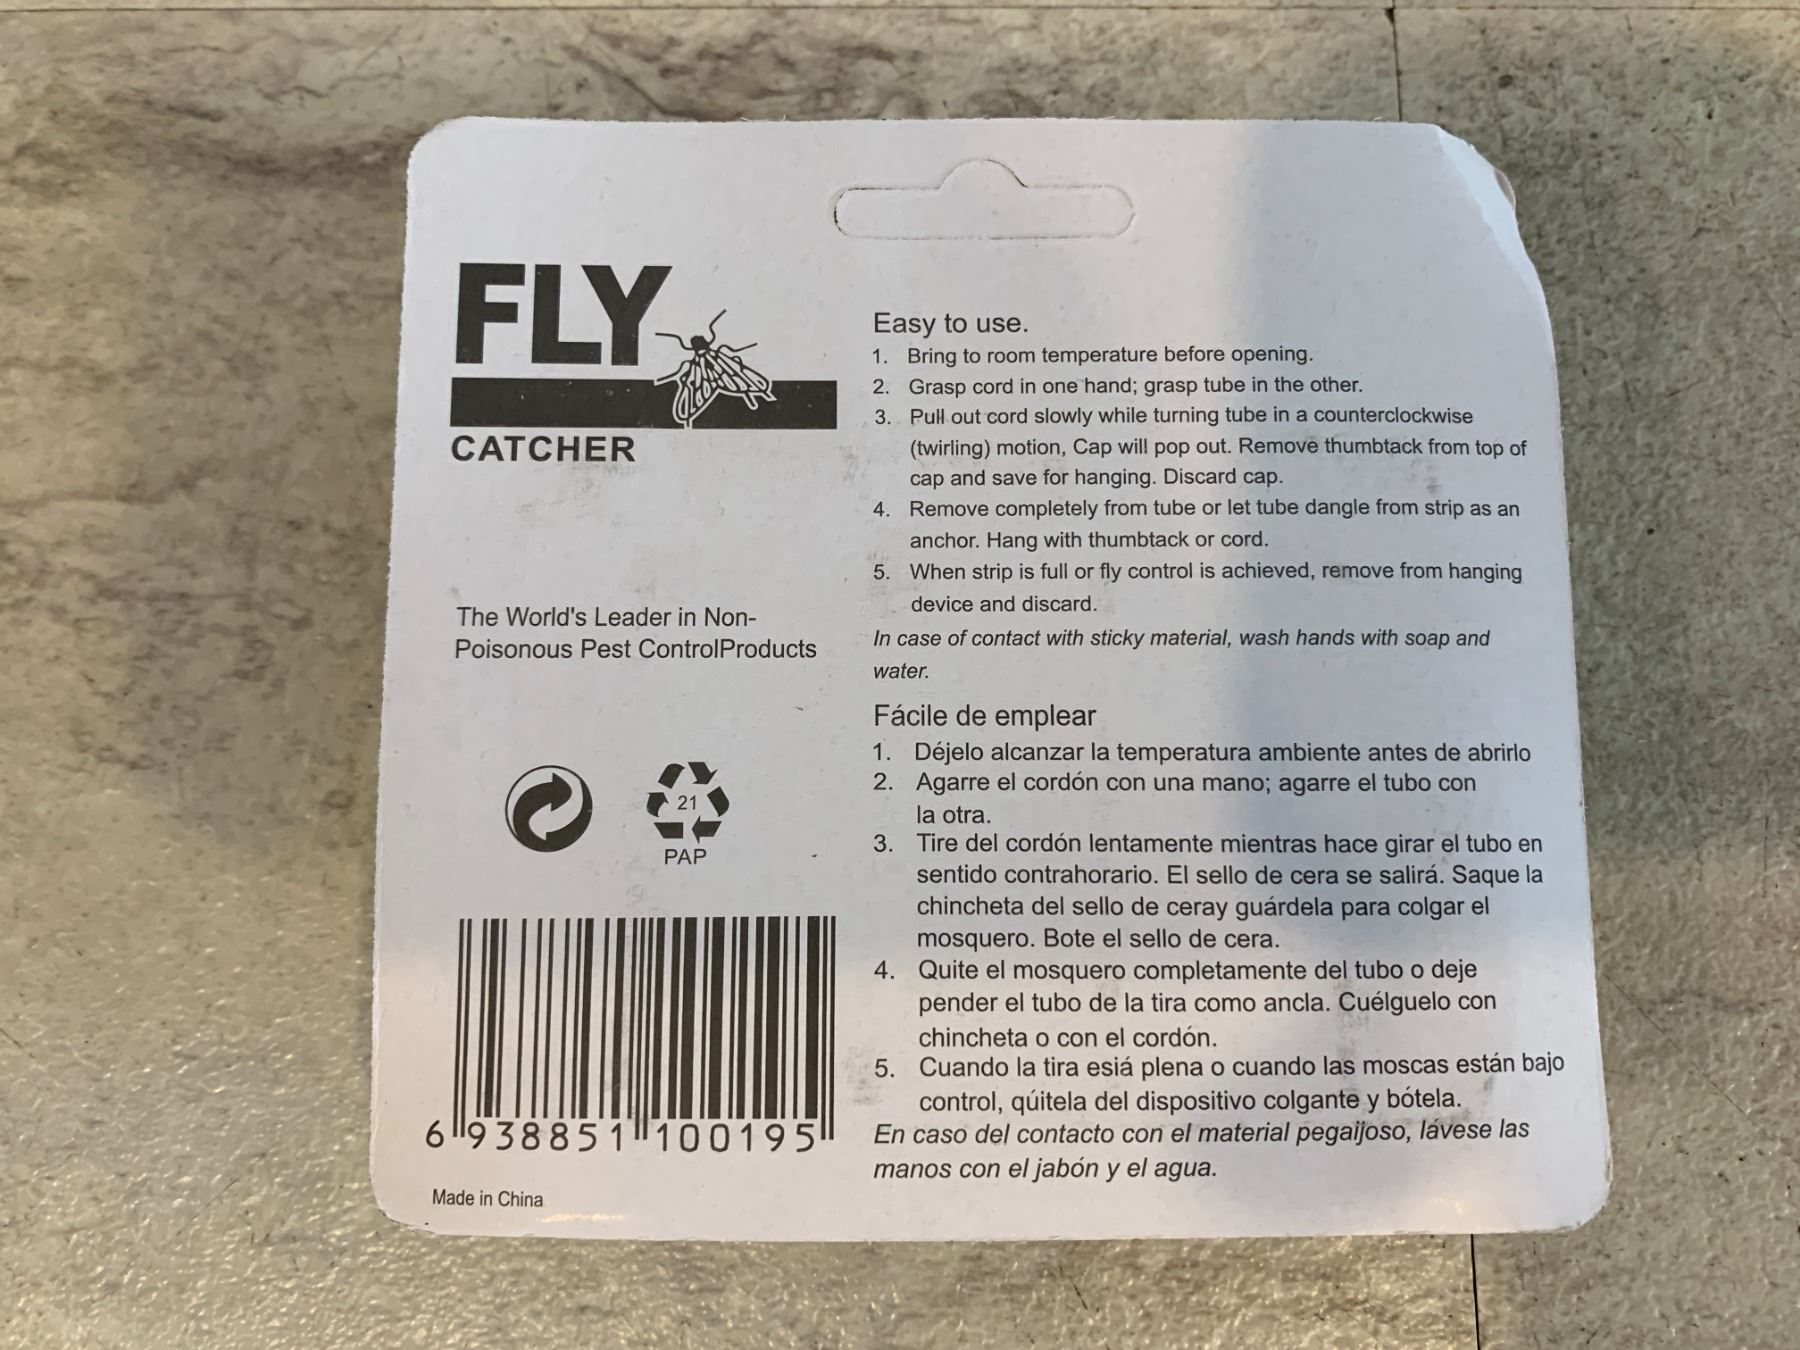 FLY
CATCHER
The World's Leader in Non-
Poisonous Pest ControlProducts
21
PAP
6 938851 100195
Made in China
Easy to use.
1. Bring to room temperature before opening.
2. Grasp cord in one hand; grasp tube in the other.
3. Pull out cord slowly while turning tube in a counterclockwise
(twirling) motion, Cap will pop out. Remove thumbtack from top of
cap and save for hanging. Discard cap.
4. Remove completely from tube or let tube dangle from strip as an
anchor. Hang with thumbtack or cord.
5. When strip is full or fly control is achieved, remove from hanging
device and discard.
In case of contact with sticky material, wash hands with soap and
water.
Fácile de emplear
1. Déjelo alcanzar la temperatura ambiente antes de abrirlo
2. Agarre el cordón con una mano; agarre el tubo con
la otra.
3. Tire del cordón lentamente mientras hace girar el tubo en
sentido contrahorario. El sello de cera se salirá. Saque la
chincheta del sello de ceray guárdela para colgar el
mosquero. Bote el sello de cera.
4. Quite el mosquero completamente del tubo o deje
pender el tubo de la tira como ancla. Cuélguelo con
chincheta o con el cordón.
5. Cuando la tira esiá plena o cuando las moscas están bajo
control, qúitela del dispositivo colgante y bótela.
En caso del contacto con el material pegaijoso, lávese las
manos con el jabón y el agua.